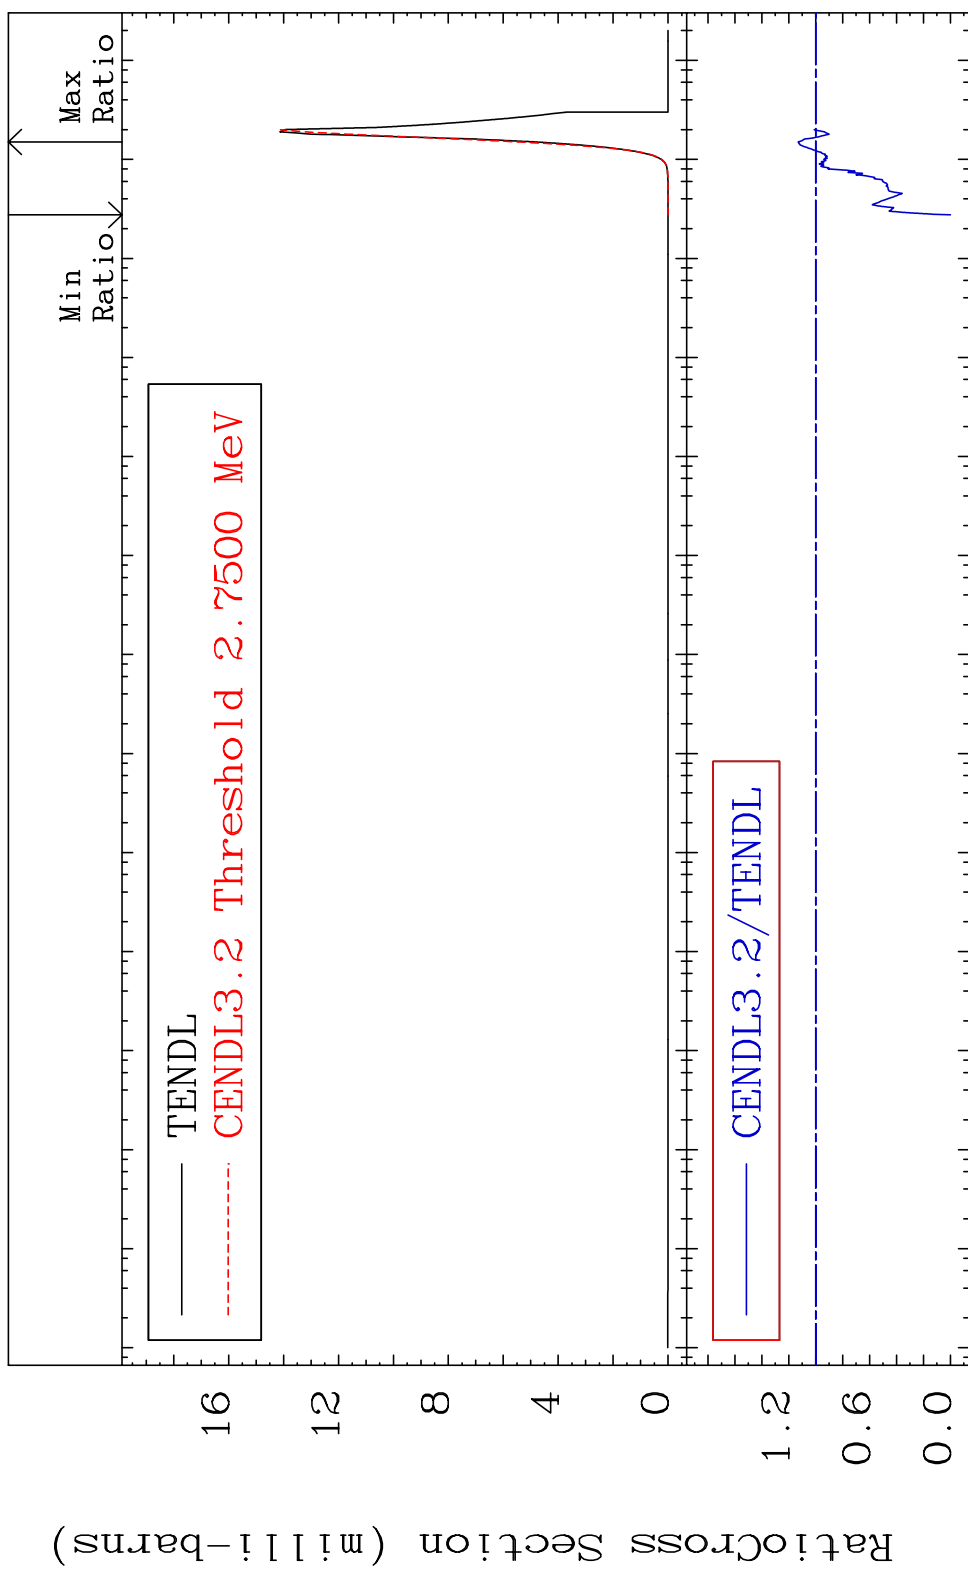 Min
Ratio
Max
Ratio
TENDL
CENDL3.2 Threshold 2.7500 MeV
16
12
8
4
0
CENDL3.2/TENDL
1.2
0.6
0.0
RatioCross Section (milli-barns)